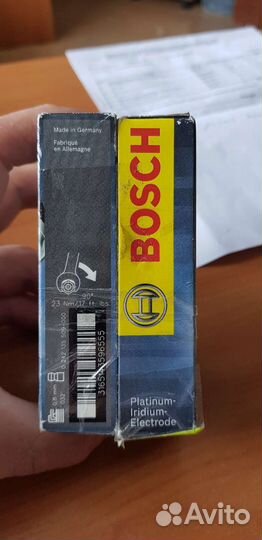 Made in Germany
Fabriqué
en Allemagne
90°
23 Nm/17 ft. lbs
BOSCH
Platinum-
Iridium-
Electrode
Avito